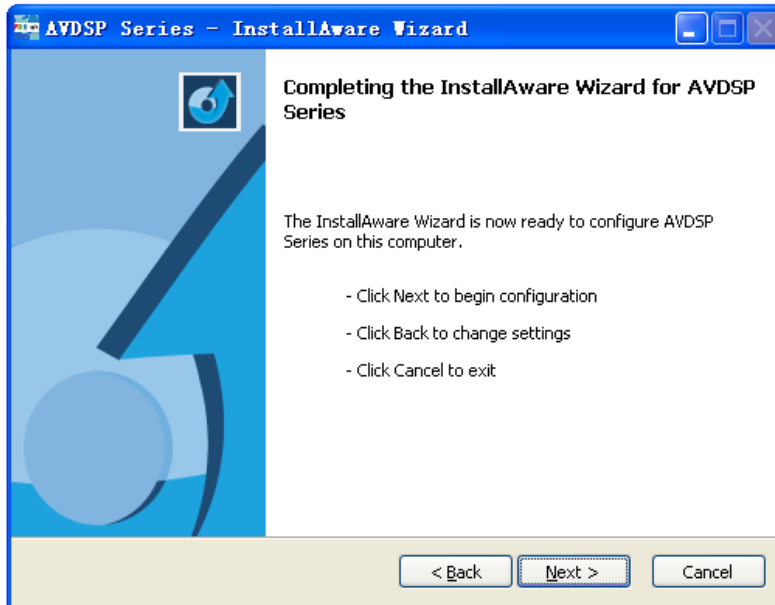 AVDSP Series - InstallAware Wizard
Completing the InstallAware Wizard for AVDSP
Series
The InstallAware Wizard is now ready to configure AVDSP
Series on this computer.
- Click Next to begin configuration
- Click Back to change settings
- Click Cancel to exit
< Back
Next >
Cancel